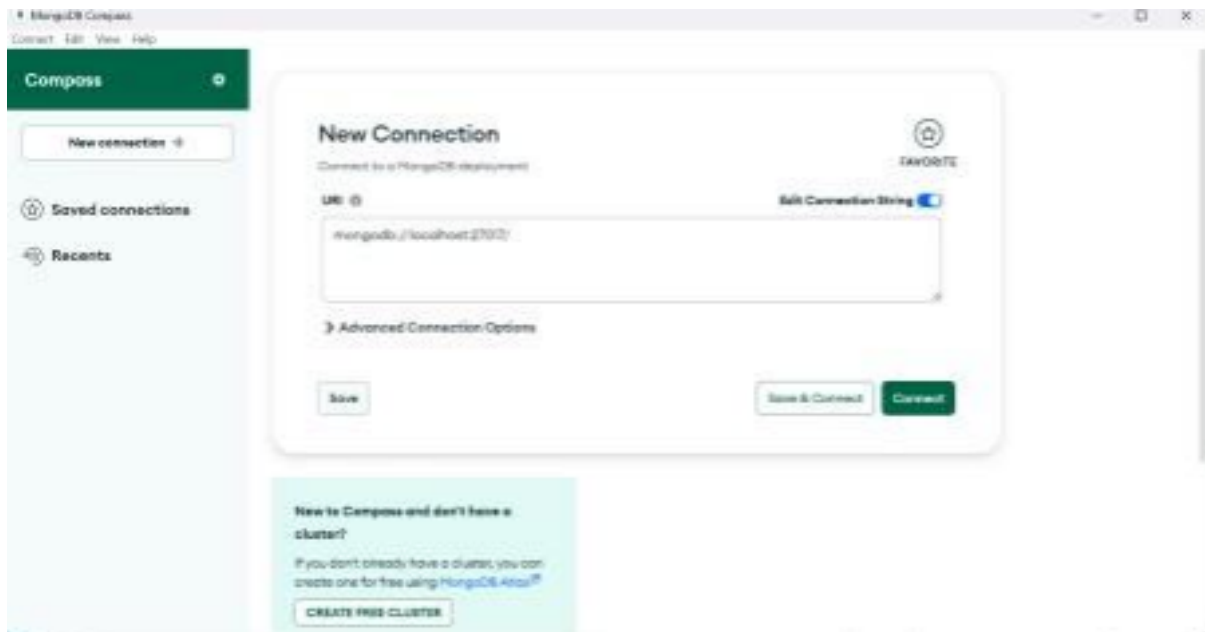 MongoDB Compass
Connect Edit View Help
Compass
New connection +
Saved connections
Recents
New Connection
FAVORITE
Connect to a MongoDB deployment
URI
Edit Connection String
mongodb://localhost:27017/
Advanced Connection Options
Save
Save & Connect
Connect
New to Compass and don't have a
cluster?
If you don't already have a cluster, you can
create one for free using MongoDB Atlas
CREATE FREE CLUSTER